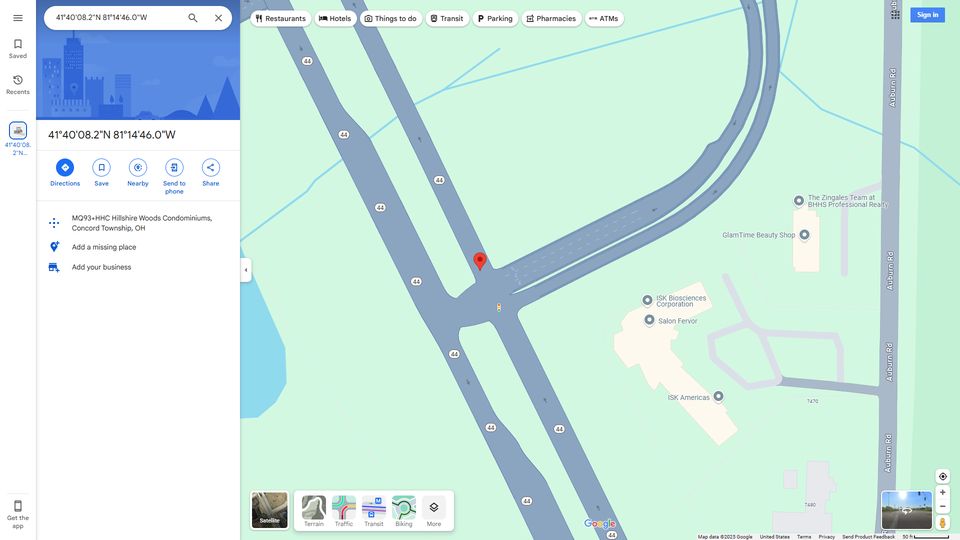 41°40'08.2"N 81°14'46.0"W
Restaurants
Hotels
Things to do
Transit
Parking
Pharmacies
ATMs
Sign in
Saved
Recents
41°40'08.
2"N...
41°40'08.2"N 81°14'46.0"W
Directions
Save
Nearby
Send to
phone
Share
MQ93+HHC Hillshire Woods Condominiums,
Concord Township, OH
Add a missing place
Add your business
Get the
app
44
44
44
44
44
44
44
44
44
44
Auburn Rd
Auburn Rd
Auburn Rd
Auburn Rd
The Zingales Team at
BHHS Professional Realty
GlamTime Beauty Shop
ISK Biosciences
Corporation
Salon Fervor
ISK Americas
7470
7480
Satellite
Terrain
Traffic
Transit
Biking
More
Google
Map data ©2025 Google
United States
Terms
Privacy
Send Product Feedback
50 ft